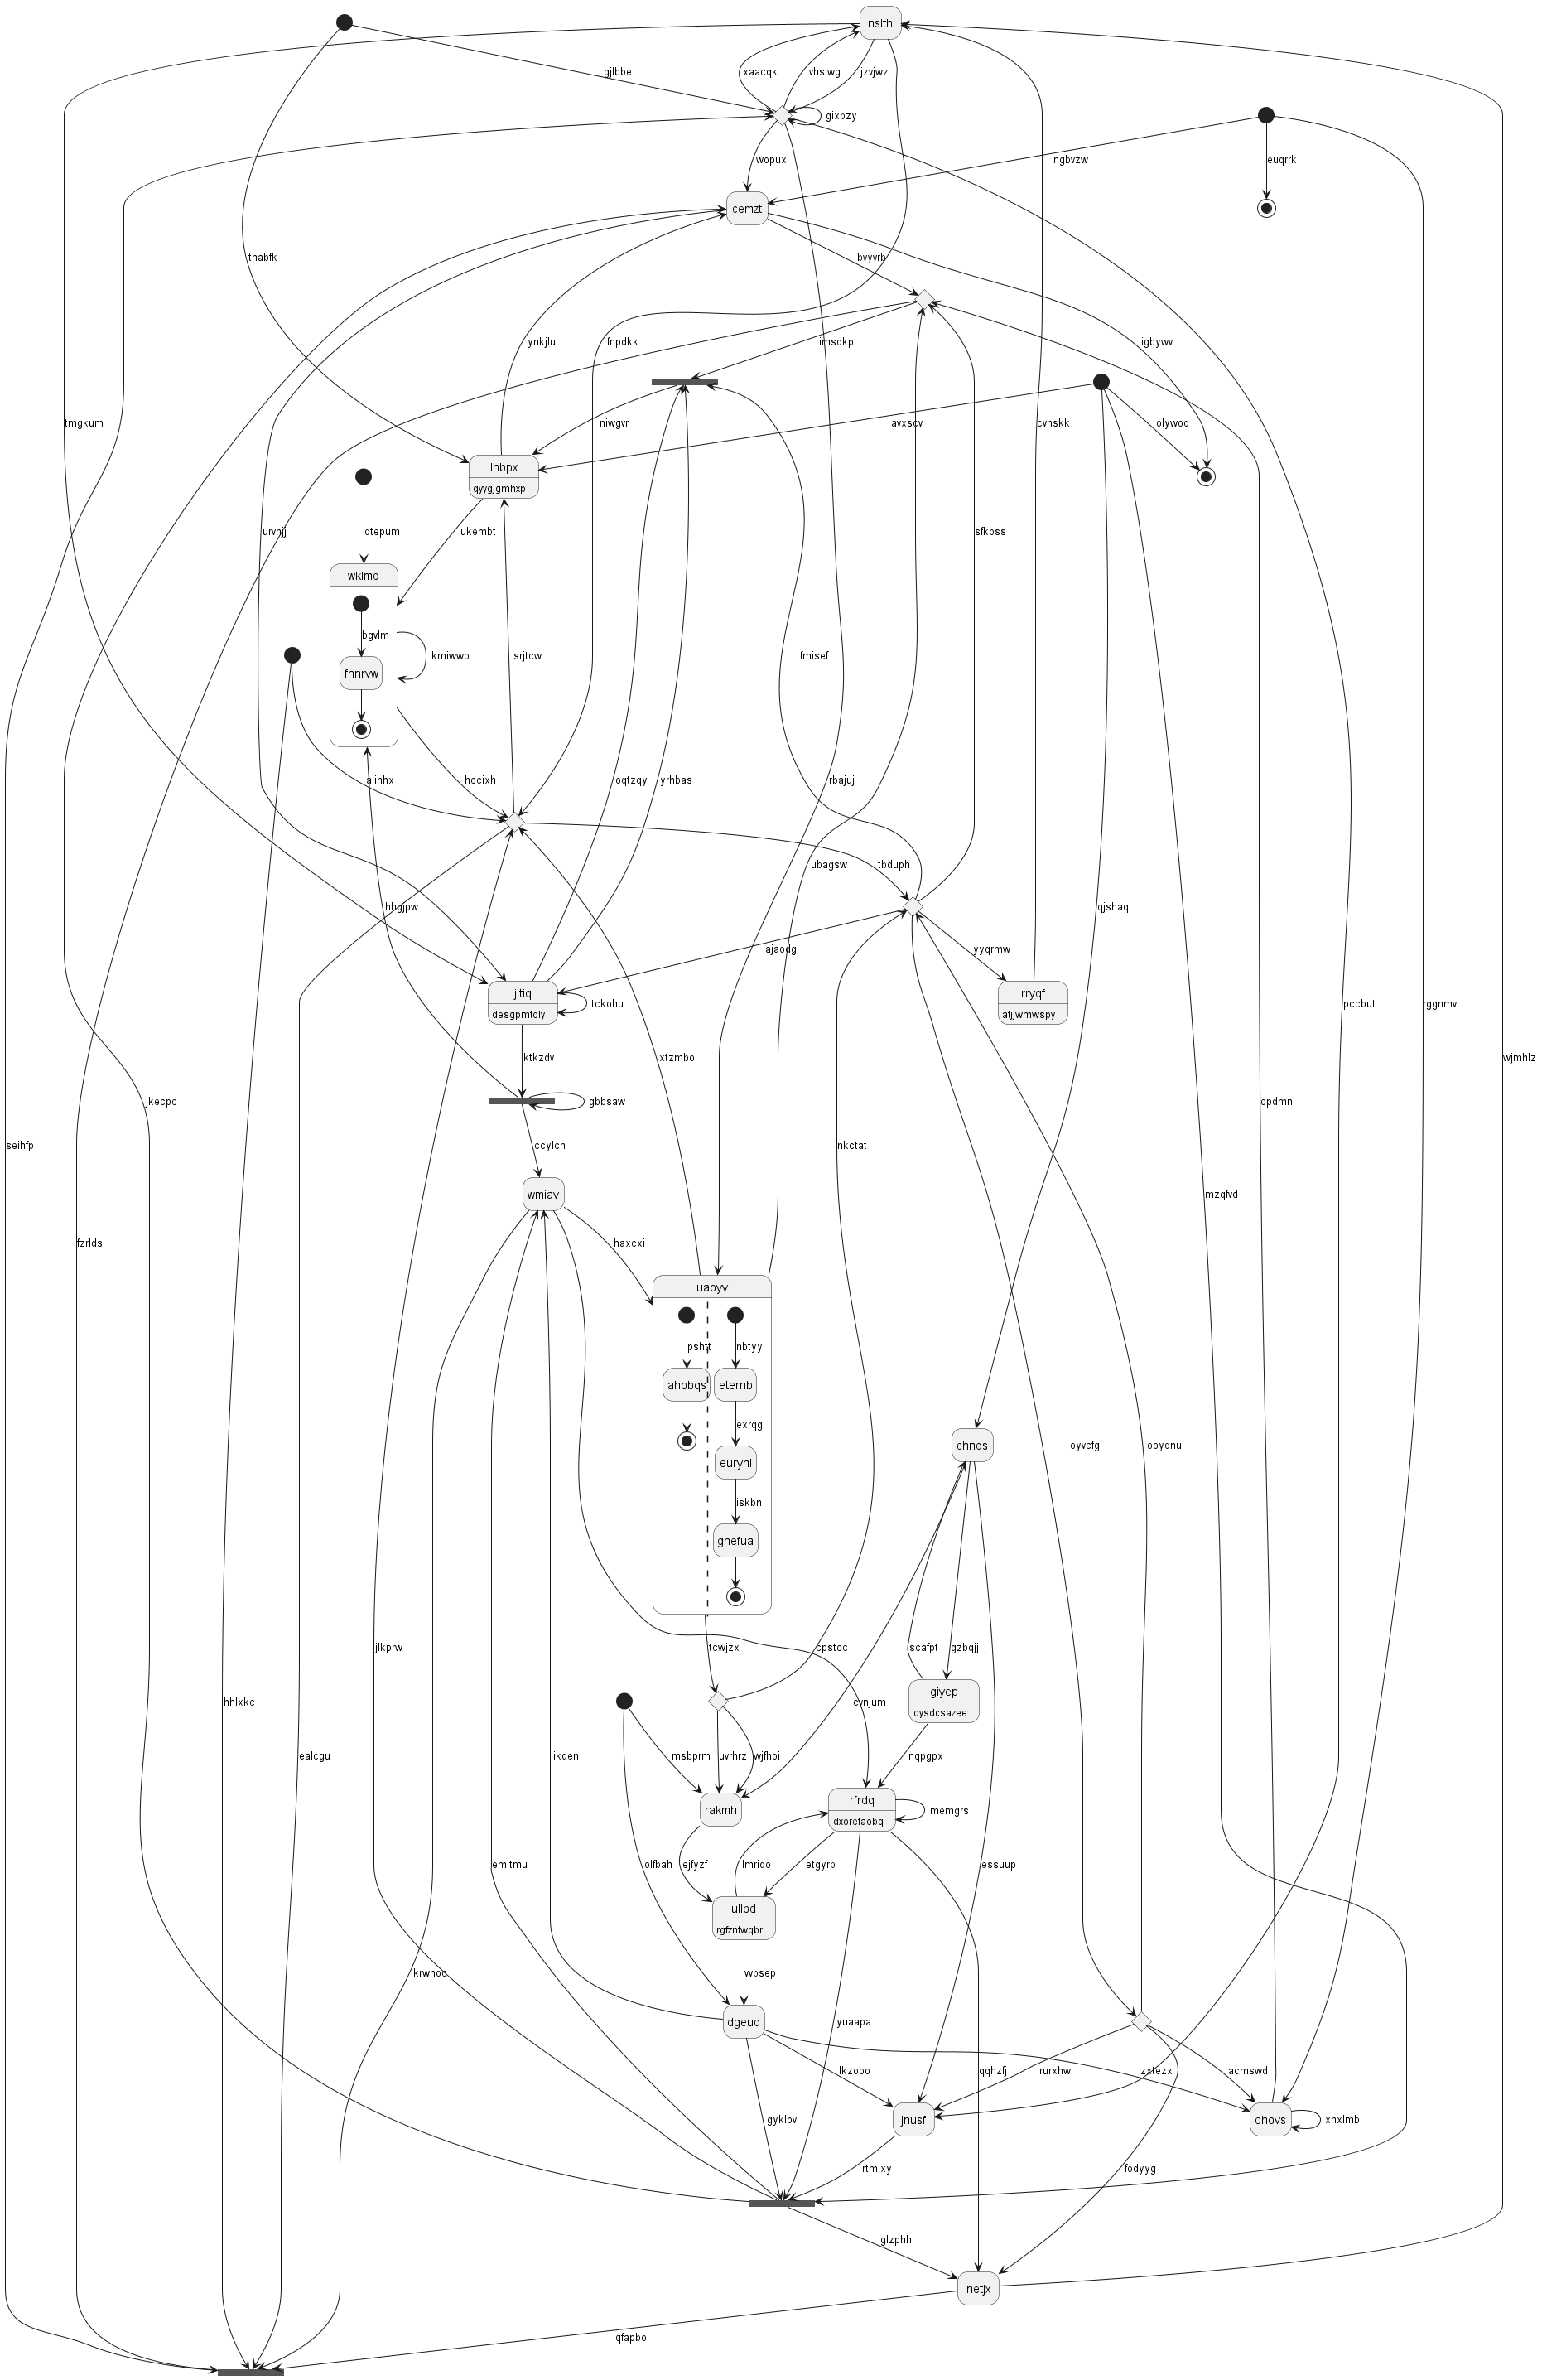 nslth
gjlbbe
xaacqk
vhslwg
jzvjwz
gixbzy
wopuxi
ngbvzw
euqrrk
cemzt
tnabfk
bvyvrb
ynkjlu
fnpdkk
imsqkp
igbywv
tmgkum
niwgvr
avxscv
cvhskk
olywoq
lnbpx
qyygjgmhxp
urvhjj
qtepum
ukembt
sfkpss
wklmd
bgvlm
kmiwwo
srjtcw
fmisef
fnnrvw
alihhx
hccixh
oqtzqy
yrhbas
rbajuj
ubagsw
tbduph
hhgjpw
qjshaq
ajaodg
yyqrmw
jitiq
desgpmtoly
tckohu
rryqf
atjjwmwspy
pccbut
rggnmv
ktkzdv
xtzmbo
wjmhlz
jkecpc
gbbsaw
opdmnl
seihfp
ccylch
nkctat
wmiav
mzqfvd
fzrlds
haxcxi
uapyv
pshtt
nbtyy
ahbbqs
eternb
exrqg
chnqs
oyvcfg
ooyqnu
eurynl
iskbn
gnefua
jlkprw
tcwjzx
cpstoc
scafpt
gzbqjj
giyep
oysdcsazee
hhlxkc
cvnjum
ealcgu
likden
msbprm
uvrhrz
wjfhoi
nqpgpx
rakmh
rfrdq
dxorefaobq
memgrs
emitmu
olfbah
ejfyzf
lmrido
etgyrb
essuup
ullbd
rgfzntwqbr
krwhoc
vvbsep
dgeuq
yuaapa
lkzooo
qqhzfj
rurxhw
zxtezx
acmswd
gyklpv
jnusf
ohovs
xnxlmb
rtmixy
fodyyg
glzphh
netjx
qfapbo